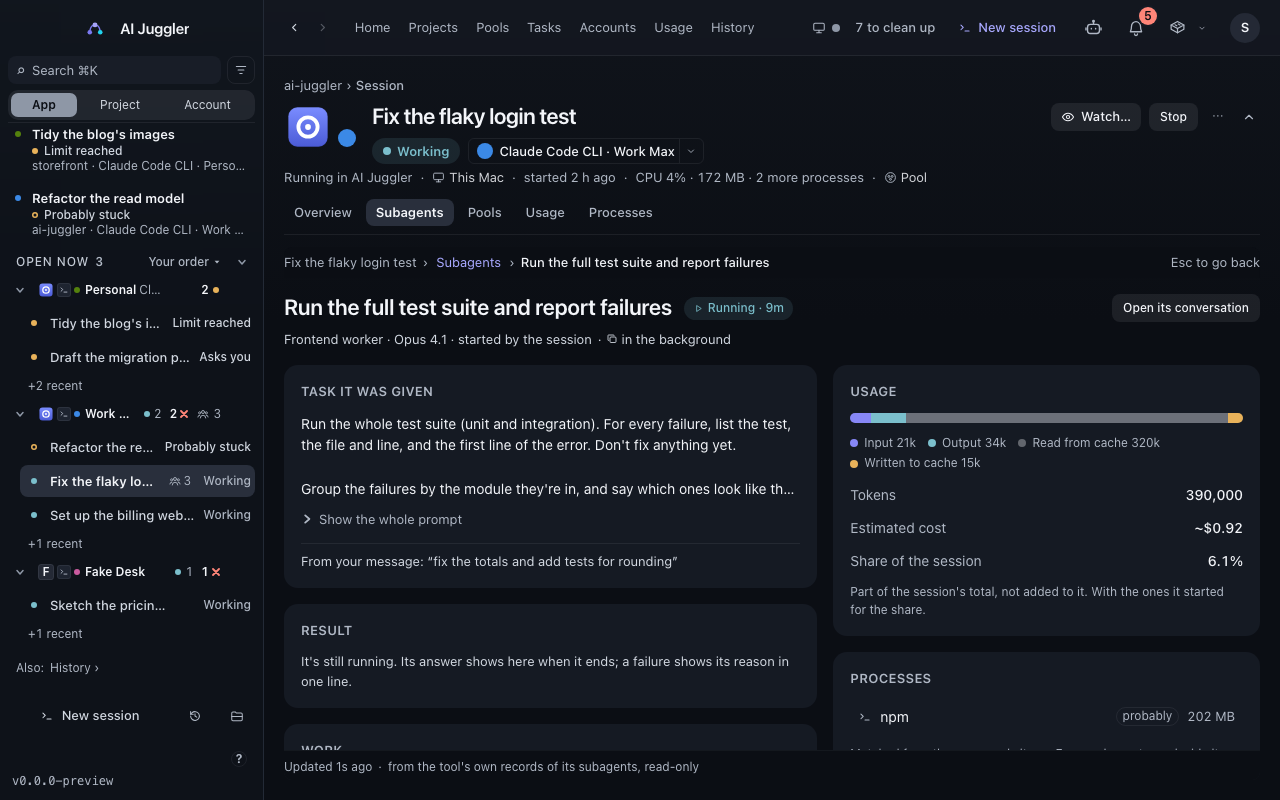 AI Juggler
Search ⌘K
App Project Account
Tidy the blog's images
Limit reached
storefront · Claude Code CLI · Perso…
Refactor the read model
Probably stuck
ai-juggler · Claude Code CLI · Work …
OPEN NOW 3 Your order
Personal Cl… 2
Tidy the blog's i… Limit reached
Draft the migration p… Asks you
+2 recent
Work … 2 2 3
Refactor the re… Probably stuck
Fix the flaky lo… 3 Working
Set up the billing web… Working
+1 recent
F Fake Desk 1 1
Sketch the pricin… Working
+1 recent
Also: History ›
New session
?
v0.0.0-preview
Home Projects Pools Tasks Accounts Usage History 7 to clean up New session 5 S
ai-juggler › Session
Fix the flaky login test
Watch… Stop ···
Working Claude Code CLI · Work Max
Running in AI Juggler · This Mac · started 2 h ago · CPU 4% · 172 MB · 2 more processes · Pool
Overview Subagents Pools Usage Processes
Fix the flaky login test › Subagents › Run the full test suite and report failures Esc to go back
Run the full test suite and report failures Running · 9m Open its conversation
Frontend worker · Opus 4.1 · started by the session · in the background
TASK IT WAS GIVEN
Run the whole test suite (unit and integration). For every failure, list the test,
the file and line, and the first line of the error. Don't fix anything yet.
Group the failures by the module they're in, and say which ones look like th…
Show the whole prompt
From your message: “fix the totals and add tests for rounding”
RESULT
It's still running. Its answer shows here when it ends; a failure shows its reason in
one line.
WORK
USAGE
Input 21k Output 34k Read from cache 320k
Written to cache 15k
Tokens 390,000
Estimated cost ~$0.92
Share of the session 6.1%
Part of the session's total, not added to it. With the ones it started
for the share.
PROCESSES
npm probably 202 MB
Updated 1s ago · from the tool's own records of its subagents, read-only